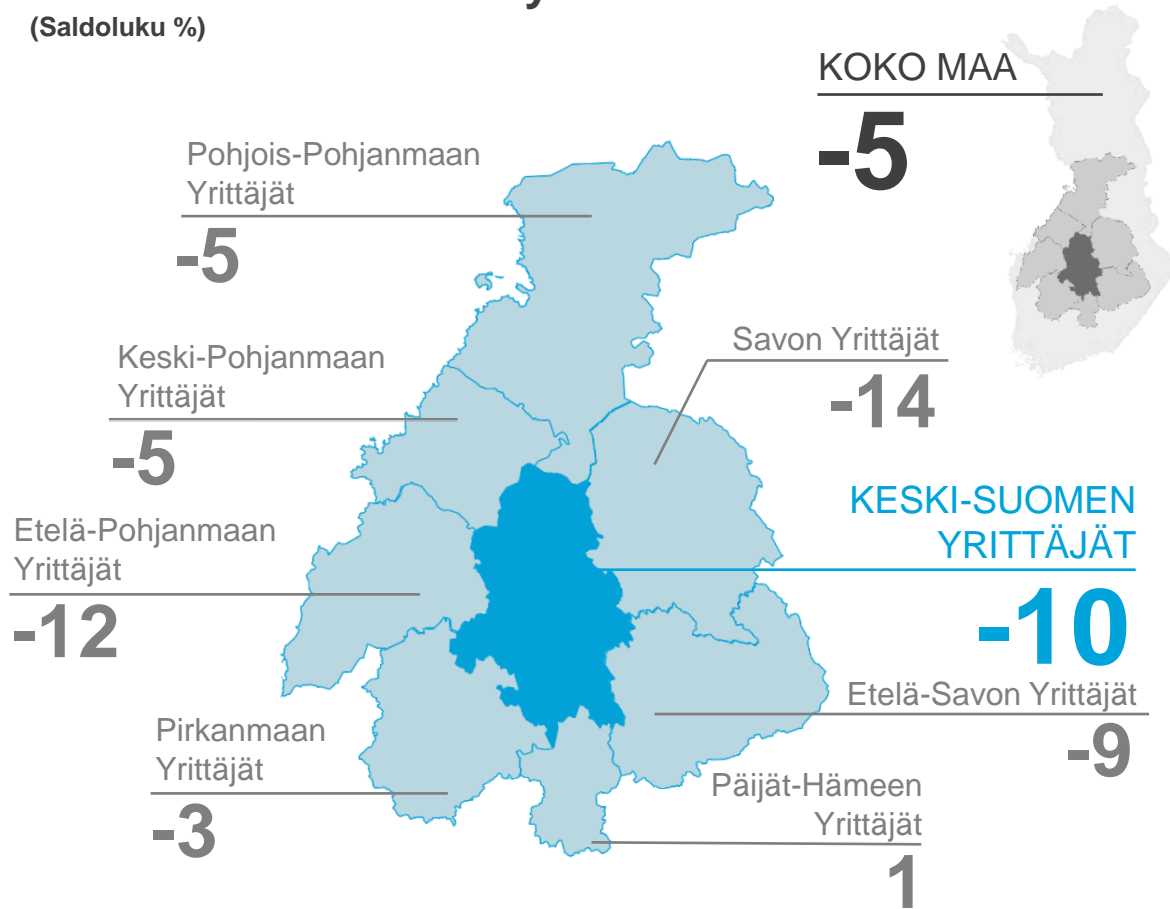 (Saldoluku %)
KOKO MAA
-5
Pohjois-Pohjanmaan
Yrittäjät
-5
Keski-Pohjanmaan
Yrittäjät
-5
Savon Yrittäjät
-14
Etelä-Pohjanmaan
Yrittäjät
-12
KESKI-SUOMEN
YRITTÄJÄT
-10
Etelä-Savon Yrittäjät
-9
Pirkanmaan
Yrittäjät
-3
Päijät-Hämeen
Yrittäjät
1